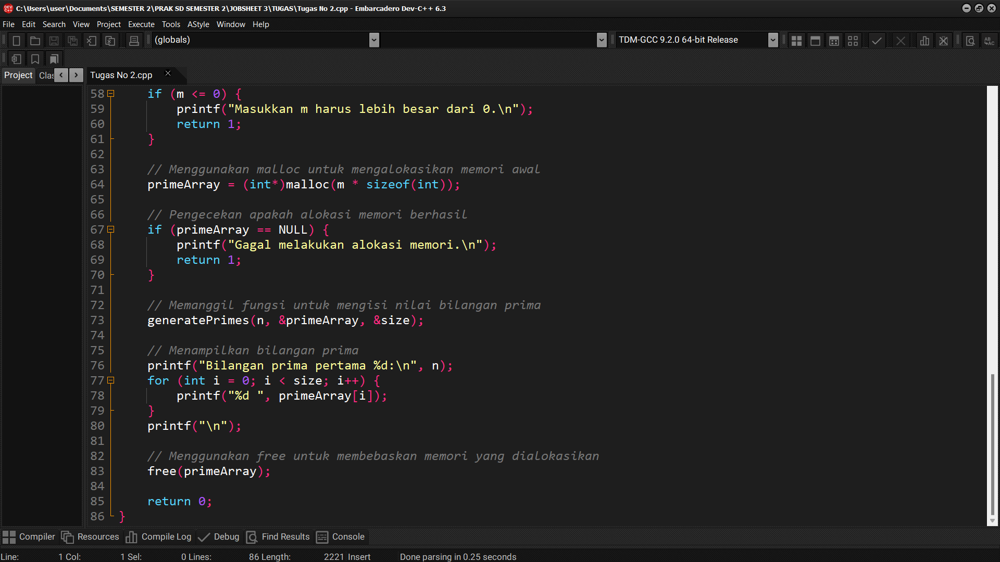 C:\Users\user\Documents\SEMESTER 2\PRAK SD SEMESTER 2\JOBSHEET 3\TUGAS\Tugas No 2.cpp - Embarcadero Dev-C++ 6.3
File Edit Search View Project Execute Tools AStyle Window Help
(globals) TDM-GCC 9.2.0 64-bit Release
Project Clas Tugas No 2.cpp
58     if (m <= 0) {
59         printf("Masukkan m harus lebih besar dari 0.\n");
60         return 1;
61     }
62
63     // Menggunakan malloc untuk mengalokasikan memori awal
64     primeArray = (int*)malloc(m * sizeof(int));
65
66     // Pengecekan apakah alokasi memori berhasil
67     if (primeArray == NULL) {
68         printf("Gagal melakukan alokasi memori.\n");
69         return 1;
70     }
71
72     // Memanggil fungsi untuk mengisi nilai bilangan prima
73     generatePrimes(n, &primeArray, &size);
74
75     // Menampilkan bilangan prima
76     printf("Bilangan prima pertama %d:\n", n);
77     for (int i = 0; i < size; i++) {
78         printf("%d ", primeArray[i]);
79     }
80     printf("\n");
81
82     // Menggunakan free untuk membebaskan memori yang dialokasikan
83     free(primeArray);
84
85     return 0;
86 }
Compiler Resources Compile Log Debug Find Results Console
Line: 1 Col: 1 Sel: 0 Lines: 86 Length: 2221 Insert Done parsing in 0.25 seconds